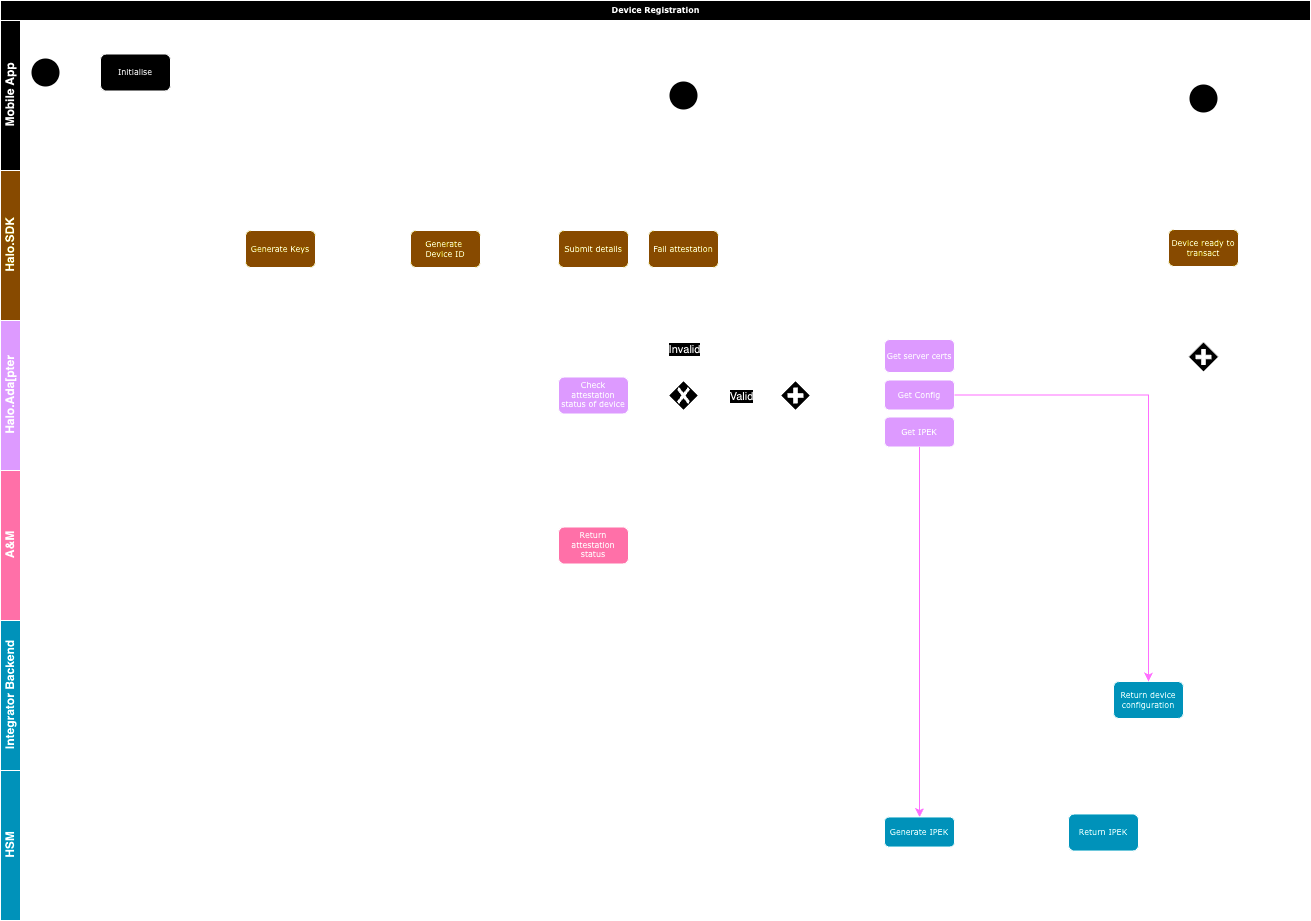 Device Registration
Mobile App
Initialise
Halo.SDK
Generate Keys
Generate
Device ID
Submit details
Fail attestation
Device ready to
transact
Halo.Ada[pter
Invalid
Get server certs
Check
attestation
status of device
X
Valid
Get Config
Get IPEK
A&M
Return
attestation
status
Integrator Backend
Return device
configuration
HSM
Generate IPEK
Return IPEK